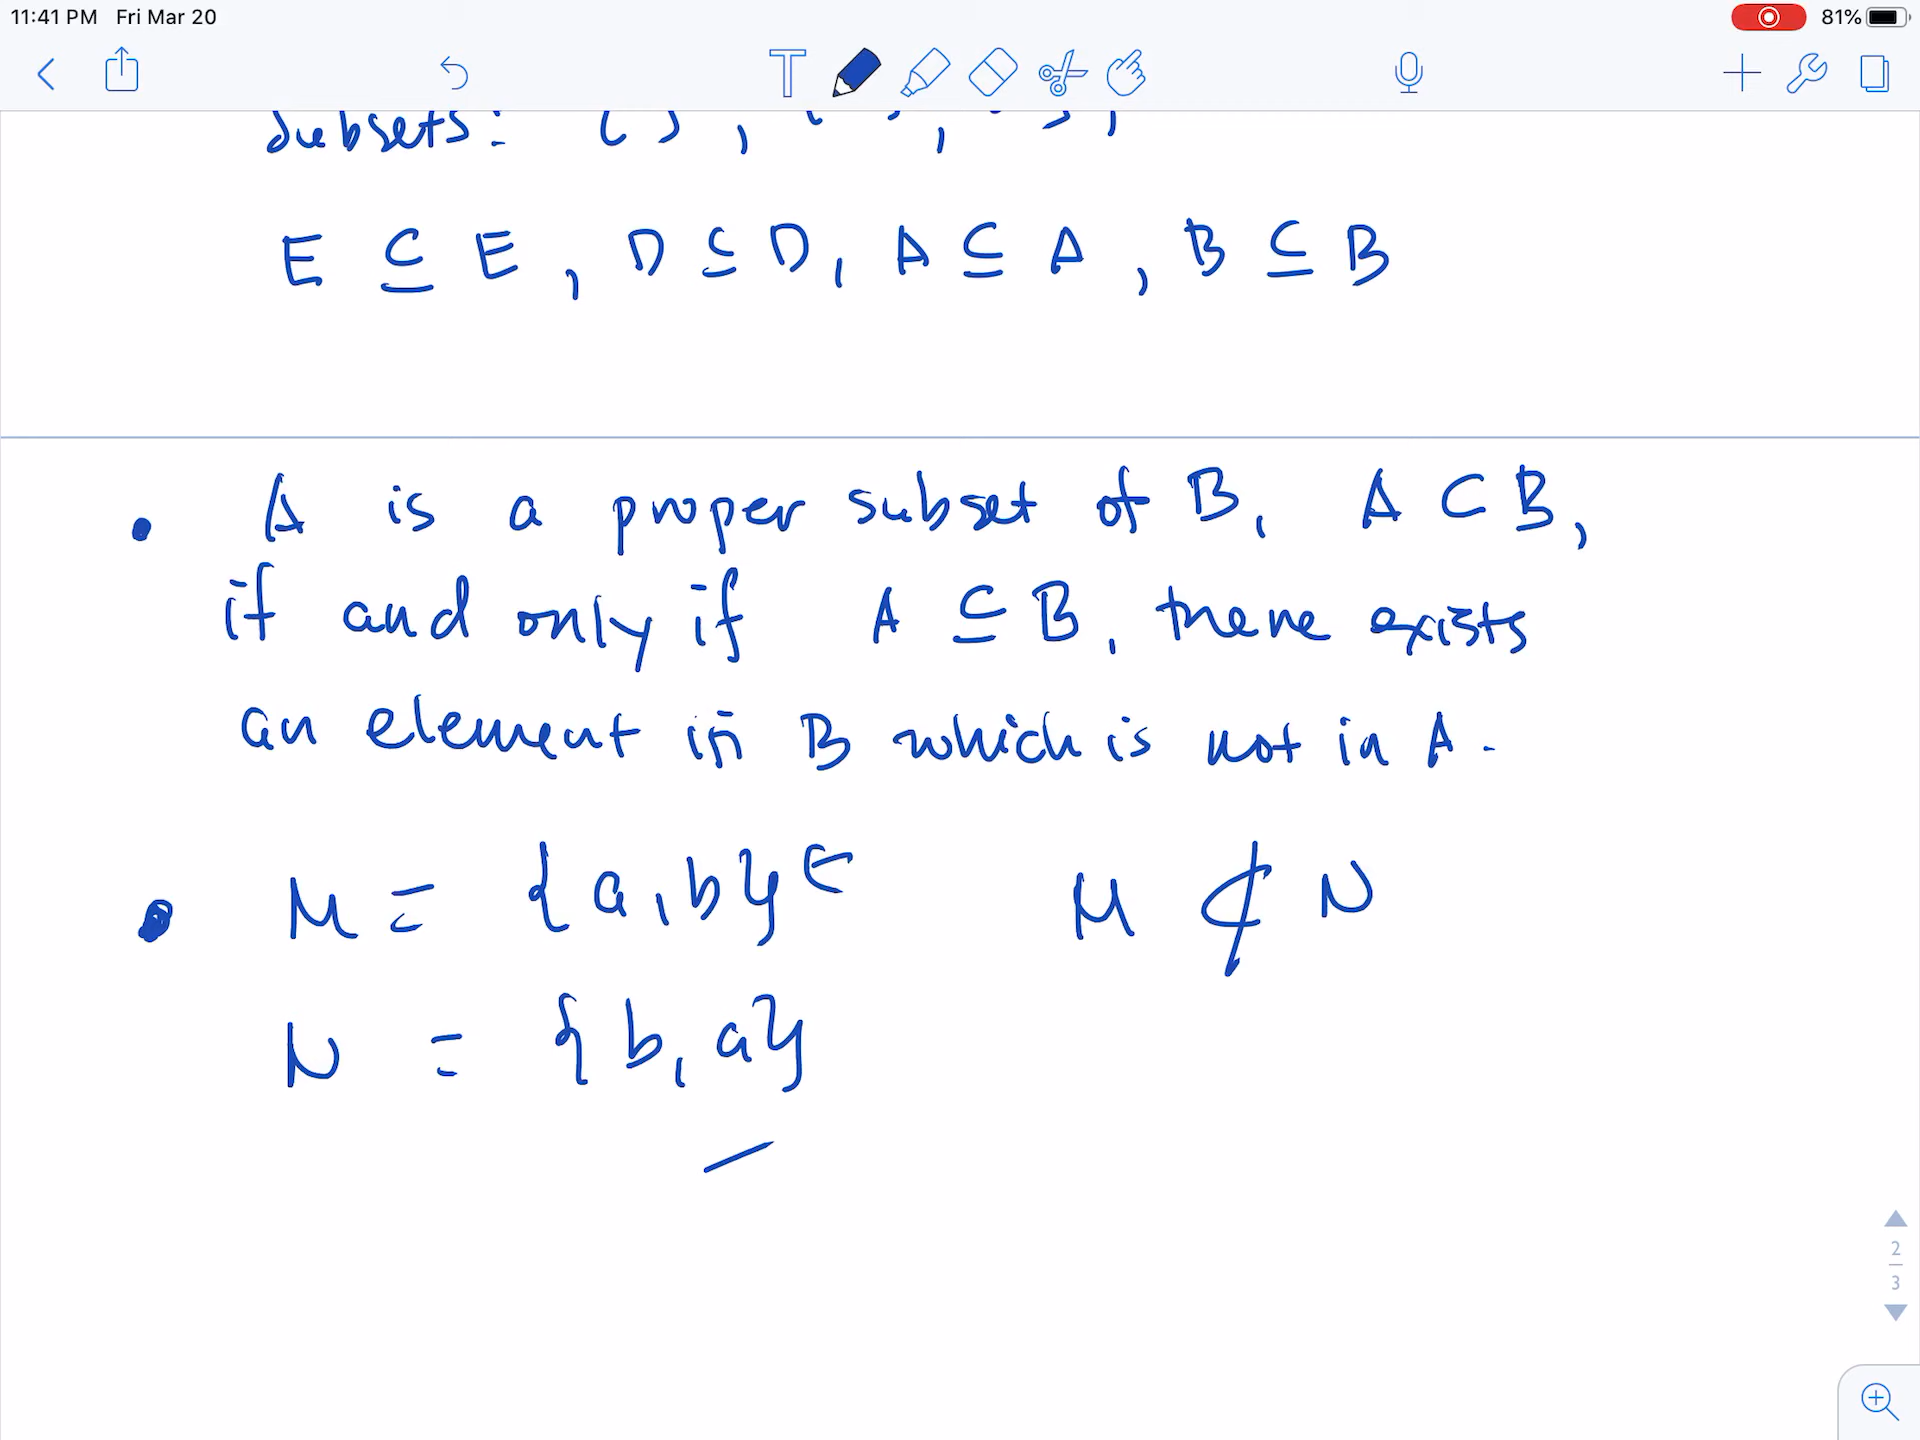 11:41 PM Fri Mar 20 81%
T
Subsets: { } , , ,
E ⊆ E , D ⊆ D , A ⊆ A , B ⊆ B
• A is a proper subset of B, A ⊂ B,
if and only if A ⊆ B, there exists
an element in B which is not in A.
• M = {a, b} ← M ⊄ N
N = {b, a}
2
3